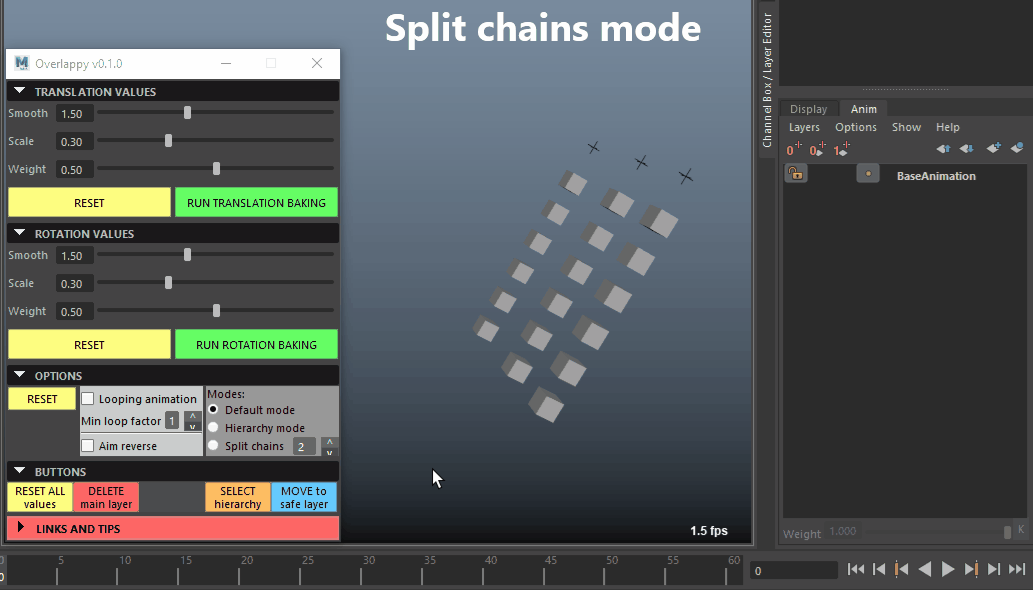 Split chains mode
Overlappy v0.1.0
TRANSLATION VALUES
Smooth 1.50
Scale 0.30
Weight 0.50
RESET RUN TRANSLATION BAKING
ROTATION VALUES
Smooth 1.50
Scale 0.30
Weight 0.50
RESET RUN ROTATION BAKING
OPTIONS
RESET
Looping animation
Min loop factor 1
Aim reverse
Modes:
Default mode
Hierarchy mode
Split chains 2
BUTTONS
RESET ALL
values
DELETE
main layer
SELECT
hierarchy
MOVE to
safe layer
LINKS AND TIPS
1.5 fps
Channel Box / Layer Editor
Display Anim
Layers Options Show Help
BaseAnimation
Weight 1.000 K
0 5 10 15 20 25 30 35 40 45 50 55 60
0
0